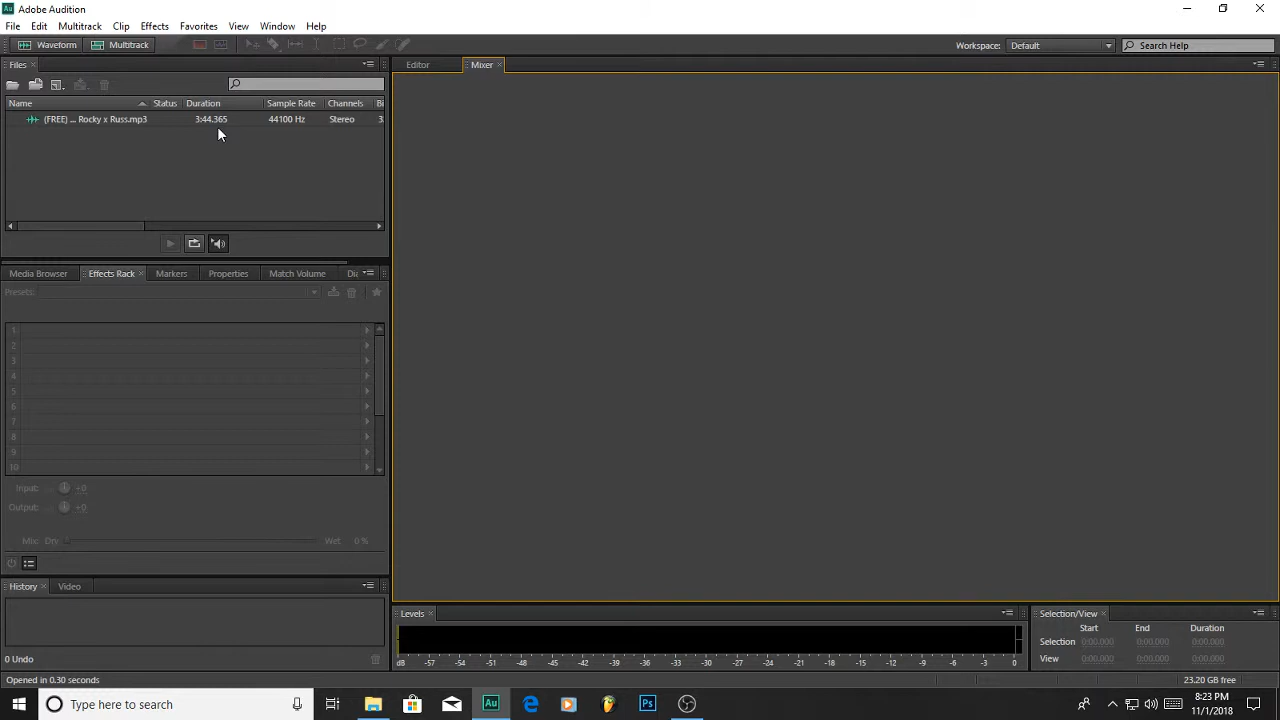 Au Adobe Audition
File Edit Multitrack Clip Effects Favorites View Window Help
Waveform Multitrack Workspace: Default Search Help
Files Editor Mixer
Name Status Duration Sample Rate Channels Bi
(FREE) ... Rocky x Russ.mp3 3:44.365 44100 Hz Stereo 3
Media Browser Effects Rack Markers Properties Match Volume Di
Presets:
1
2
3
4
5
6
7
8
9
10
Input: +0
Output: +0
Mix: Dry Wet 0 %
History Video
0 Undo
Levels
dB -57 -54 -51 -48 -45 -42 -39 -36 -33 -30 -27 -24 -21 -18 -15 -12 -9 -6 -3 0
Selection/View
Start End Duration
Selection 0:00.000 0:00.000 0:00.000
View 0:00.000 0:00.000 0:00.000
Opened in 0.30 seconds 23.20 GB free
Type here to search Au Ps
8:23 PM
11/1/2018